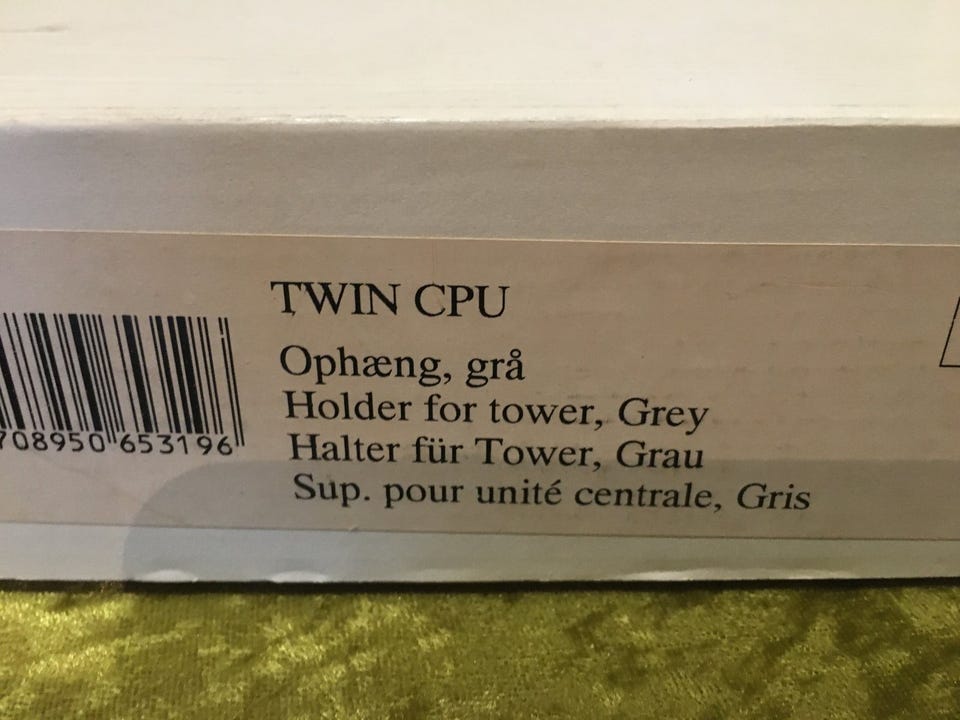 TWIN CPU
Ophæng, grå
Holder for tower, Grey
Halter für Tower, Grau
Sup. pour unité centrale, Gris
708950 653196